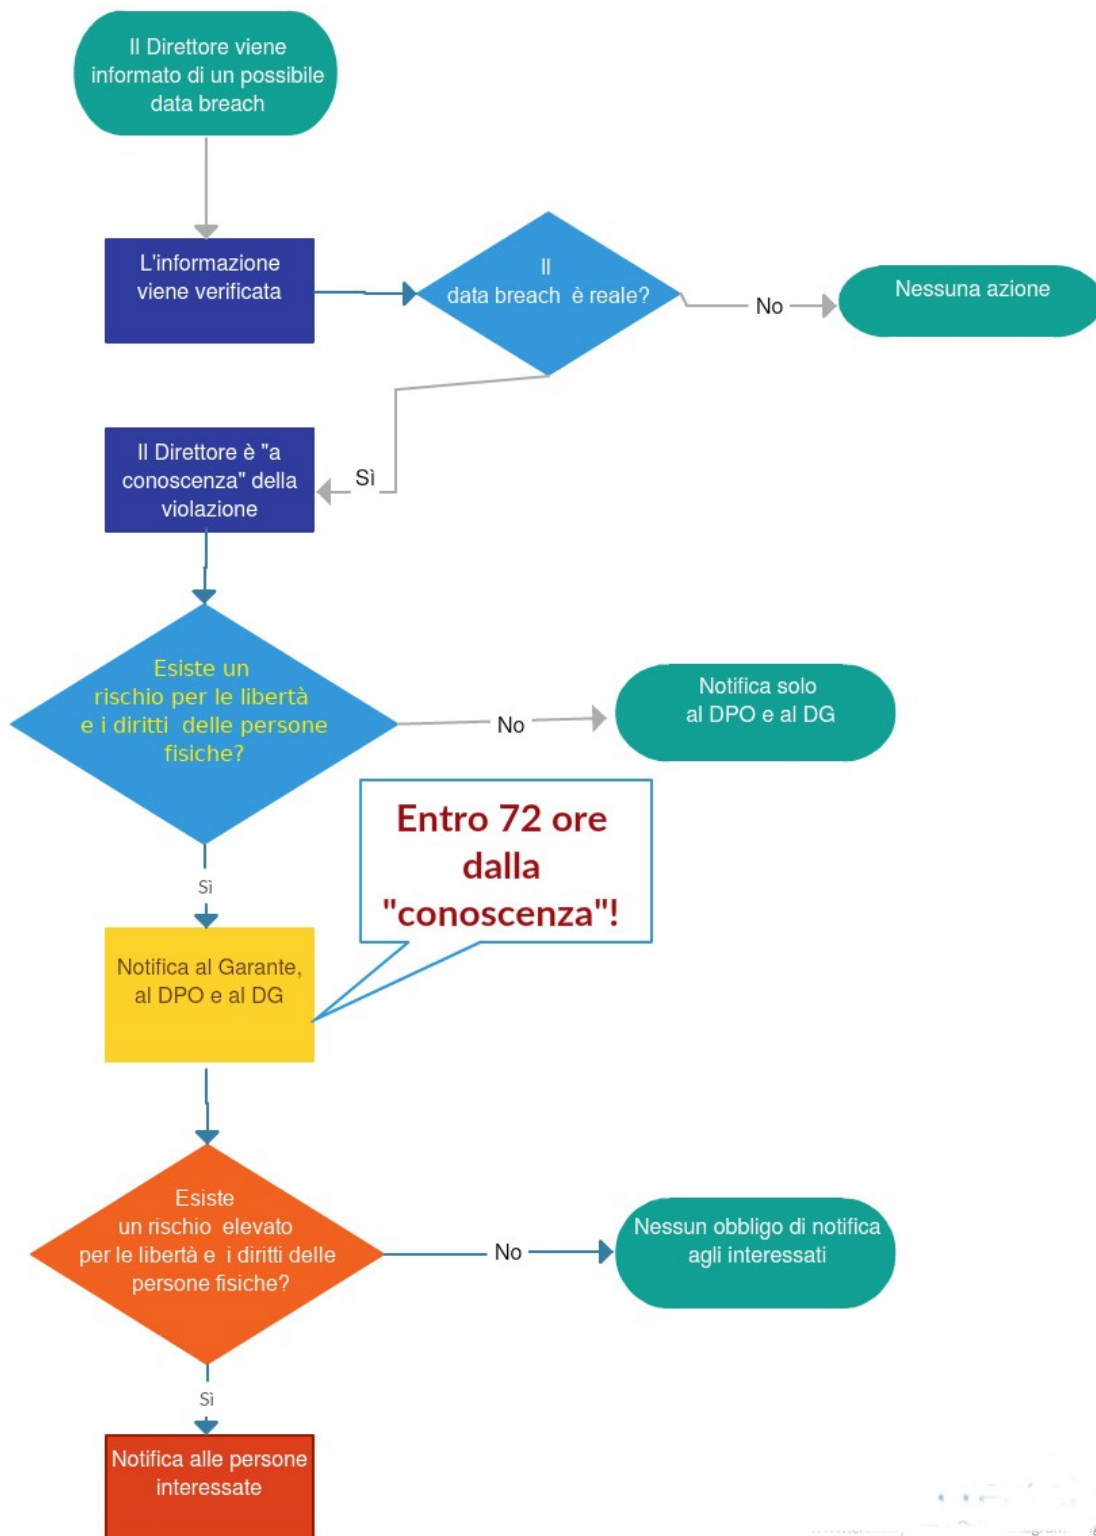 Il Direttore viene
informato di un possibile
data breach
L'informazione
viene verificata
Il
data breach è reale?
No
Nessuna azione
Il Direttore è "a
conoscenza" della
violazione
Sì
Esiste un
rischio per le libertà
e i diritti delle persone
fisiche?
No
Notifica solo
al DPO e al DG
Entro 72 ore
dalla
"conoscenza"!
Sì
Notifica al Garante,
al DPO e al DG
Esiste
un rischio elevato
per le libertà e i diritti delle
persone fisiche?
No
Nessun obbligo di notifica
agli interessati
Sì
Notifica alle persone
interessate